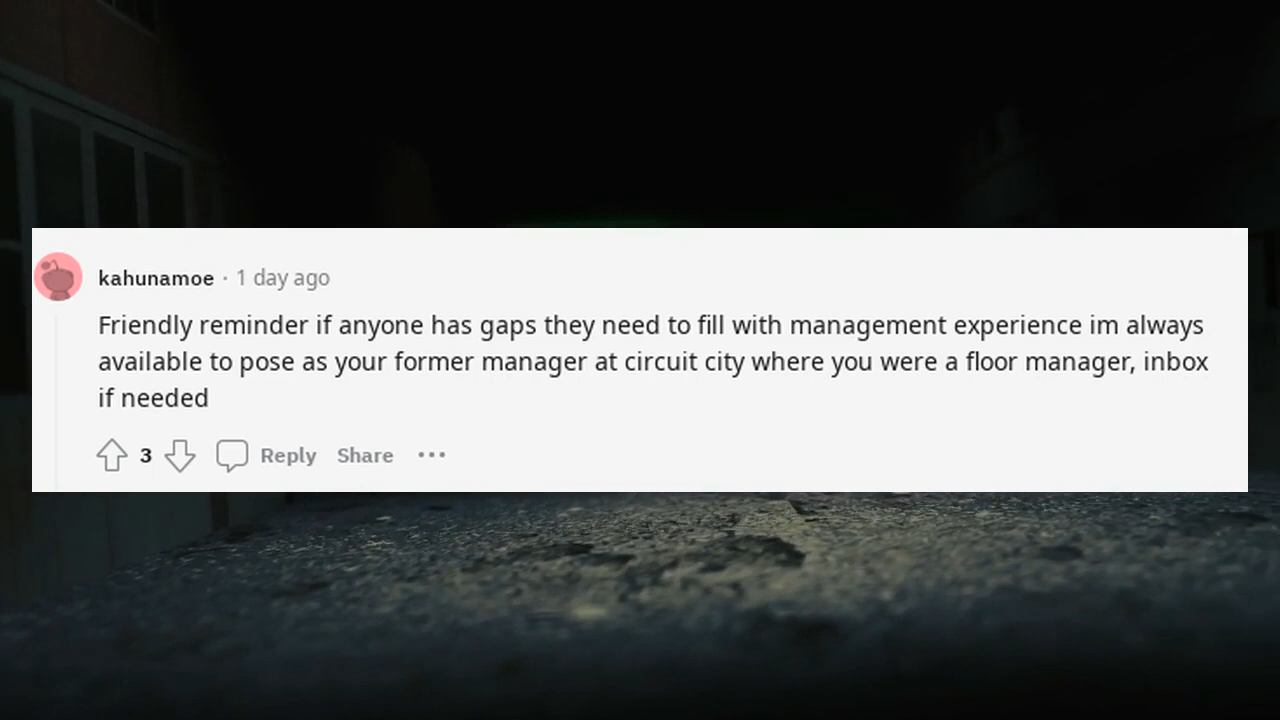 kahunamoe · 1 day ago
Friendly reminder if anyone has gaps they need to fill with management experience im always
available to pose as your former manager at circuit city where you were a floor manager, inbox
if needed
3 Reply Share ···